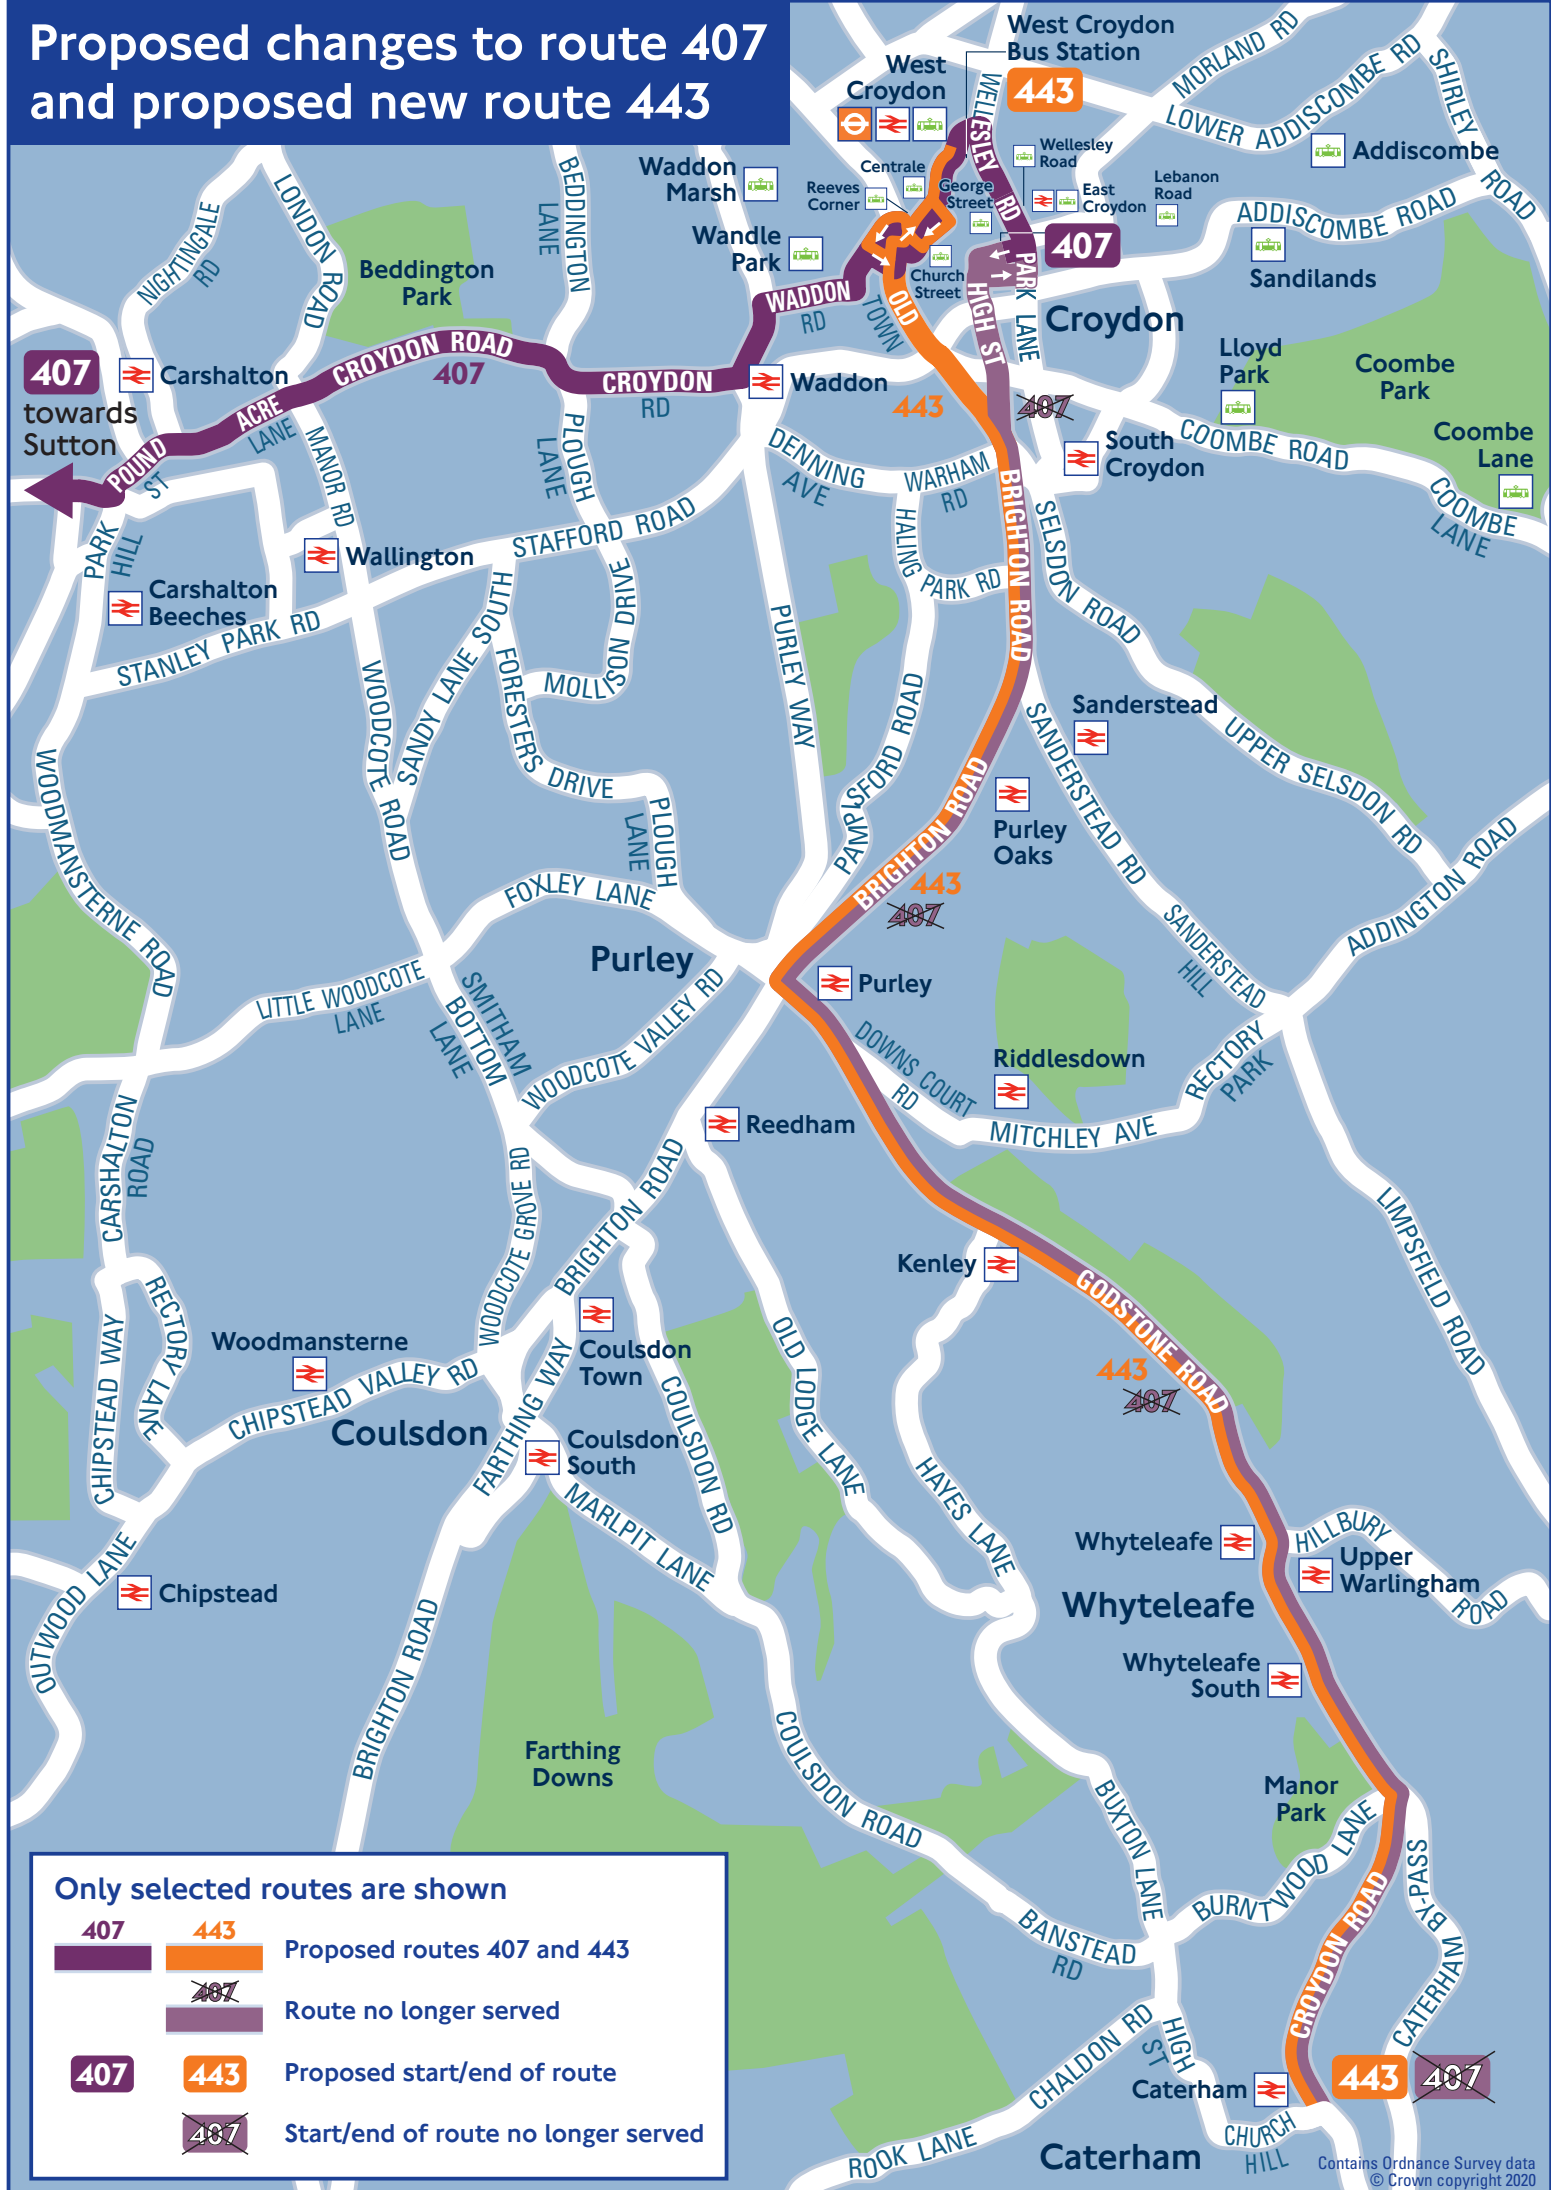 Proposed changes to route 407
and proposed new route 443
West Croydon
Bus Station
443
West
Croydon
WELLESLEY RD
MORLAND RD
LOWER ADDISCOMBE RD
SHIRLEY
ROAD
Addiscombe
Wellesley
Road
East
Croydon
Lebanon
Road
ADDISCOMBE ROAD
Sandilands
Waddon
Marsh
Centrale
Reeves
Corner
George
Street
Wandle
Park
Church
Street
407
PARK LANE
HIGH ST
Croydon
WADDON
RD
OLD
TOWN
BEDDINGTON
LANE
NIGHTINGALE
RD
LONDON ROAD
Beddington
Park
407
towards
Sutton
Carshalton
POUND
ST
ACRE
LANE
CROYDON ROAD
407
CROYDON
RD
Waddon
443
407
Lloyd
Park
Coombe
Park
Coombe
Lane
South
Croydon
COOMBE ROAD
COOMBE
LANE
DENNING
AVE
WARHAM
RD
MANOR RD
PLOUGH
LANE
STAFFORD ROAD
Wallington
PARK
HILL
Carshalton
Beeches
STANLEY PARK RD
HALING PARK RD
BRIGHTON ROAD
SELSDON ROAD
PURLEY WAY
SANDY LANE SOUTH
MOLLISON DRIVE
FORESTERS DRIVE
WOODCOTE ROAD
PLOUGH
LANE
PAMPISFORD ROAD
Sanderstead
UPPER SELSDON RD
SANDERSTEAD RD
Purley
Oaks
BRIGHTON ROAD
443
407
ADDINGTON ROAD
SANDERSTEAD
HILL
WOODMANSTERNE ROAD
FOXLEY LANE
Purley
Purley
LITTLE WOODCOTE
LANE
SMITHAM
BOTTOM
LANE
WOODCOTE VALLEY RD
DOWNS COURT
RD
Riddlesdown
RECTORY
PARK
MITCHLEY AVE
Reedham
CARSHALTON
ROAD
WOODCOTE GROVE RD
BRIGHTON ROAD
LIMPSFIELD ROAD
Kenley
GODSTONE ROAD
443
407
RECTORY LANE
CHIPSTEAD WAY
Woodmansterne
CHIPSTEAD VALLEY RD
Coulsdon
Coulsdon
Town
FARTHING WAY
Coulsdon
South
COULSDON RD
OLD LODGE LANE
HAYES LANE
MARLPIT LANE
OUTWOOD LANE
Chipstead
Whyteleafe
HILLBURY
ROAD
Upper
Warlingham
Whyteleafe
Whyteleafe
South
BRIGHTON ROAD
Farthing
Downs
COULSDON ROAD
Manor
Park
BUXTON LANE
BURNTWOOD LANE
CATERHAM BY-PASS
CROYDON ROAD
BANSTEAD
RD
CHALDON RD
HIGH
ST
Caterham
443
407
CHURCH
HILL
ROOK LANE
Caterham
Only selected routes are shown
407
443
Proposed routes 407 and 443
407
Route no longer served
407
443
Proposed start/end of route
407
Start/end of route no longer served
Contains Ordnance Survey data
© Crown copyright 2020